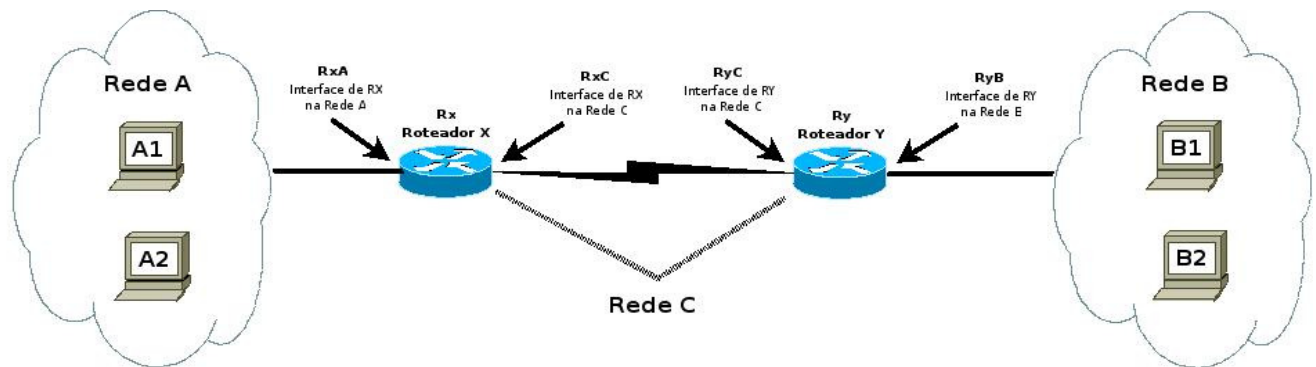 Rede A
A1
A2
RxA
Interface de RX
na Rede A
Rx
Roteador X
RxC
Interface de RX
na Rede C
RyC
Interface de RY
na Rede C
Ry
Roteador Y
RyB
Interface de RY
na Rede E
Rede B
B1
B2
Rede C